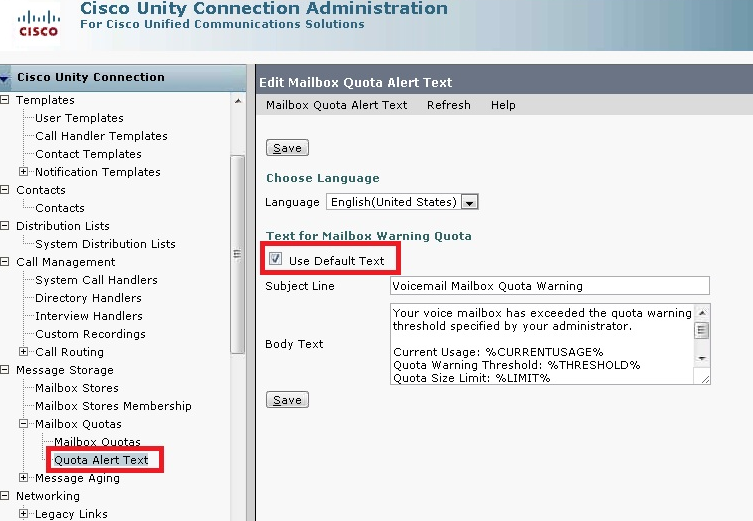 Cisco Unity Connection Administration
For Cisco Unified Communications Solutions
CISCO
Cisco Unity Connection
Templates
User Templates
Call Handler Templates
Contact Templates
Notification Templates
Contacts
Contacts
Distribution Lists
System Distribution Lists
Call Management
System Call Handlers
Directory Handlers
Interview Handlers
Custom Recordings
Call Routing
Message Storage
Mailbox Stores
Mailbox Stores Membership
Mailbox Quotas
Mailbox Quotas
Quota Alert Text
Message Aging
Networking
Legacy Links
Edit Mailbox Quota Alert Text
Mailbox Quota Alert Text Refresh Help
Save
Choose Language
Language English(United States)
Text for Mailbox Warning Quota
Use Default Text
Subject Line Voicemail Mailbox Quota Warning
Body Text
Your voice mailbox has exceeded the quota warning
threshold specified by your administrator.
Current Usage: %CURRENTUSAGE%
Quota Warning Threshold: %THRESHOLD%
Quota Size Limit: %LIMIT%
Save